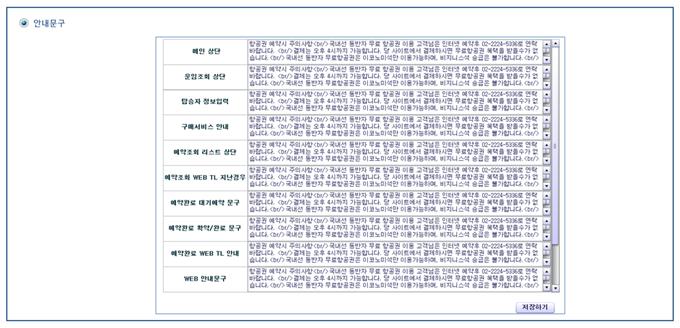 안내문구
메인 상단
항공권 예약시 주의사항<br/>국내선 동반자 무료 항공권 이용 고객님은 인터넷 예약후 02-2224-5336로 연락
바랍니다. <br/>결제는 오후 4시까지 가능합니다. 당 사이트에서 결제하시면 무료항공권 혜택을 받을수가 없
습니다.<br/>국내선 동반자 무료항공권은 이코노미석만 이용가능하며, 비지니스석 승급은 불가합니다.<br/>
운임조회 상단
항공권 예약시 주의사항<br/>국내선 동반자 무료 항공권 이용 고객님은 인터넷 예약후 02-2224-5336로 연락
바랍니다. <br/>결제는 오후 4시까지 가능합니다. 당 사이트에서 결제하시면 무료항공권 혜택을 받을수가 없
습니다.<br/>국내선 동반자 무료항공권은 이코노미석만 이용가능하며, 비지니스석 승급은 불가합니다.<br/>
탑승자 정보입력
항공권 예약시 주의사항<br/>국내선 동반자 무료 항공권 이용 고객님은 인터넷 예약후 02-2224-5336로 연락
바랍니다. <br/>결제는 오후 4시까지 가능합니다. 당 사이트에서 결제하시면 무료항공권 혜택을 받을수가 없
습니다.<br/>국내선 동반자 무료항공권은 이코노미석만 이용가능하며, 비지니스석 승급은 불가합니다.<br/>
구매서비스 안내
항공권 예약시 주의사항<br/>국내선 동반자 무료 항공권 이용 고객님은 인터넷 예약후 02-2224-5336로 연락
바랍니다. <br/>결제는 오후 4시까지 가능합니다. 당 사이트에서 결제하시면 무료항공권 혜택을 받을수가 없
습니다.<br/>국내선 동반자 무료항공권은 이코노미석만 이용가능하며, 비지니스석 승급은 불가합니다.<br/>
예약조회 리스트 상단
항공권 예약시 주의사항<br/>국내선 동반자 무료 항공권 이용 고객님은 인터넷 예약후 02-2224-5336로 연락
바랍니다. <br/>결제는 오후 4시까지 가능합니다. 당 사이트에서 결제하시면 무료항공권 혜택을 받을수가 없
습니다.<br/>국내선 동반자 무료항공권은 이코노미석만 이용가능하며, 비지니스석 승급은 불가합니다.<br/>
예약조회 WEB TL 지난경우
항공권 예약시 주의사항<br/>국내선 동반자 무료 항공권 이용 고객님은 인터넷 예약후 02-2224-5336로 연락
바랍니다. <br/>결제는 오후 4시까지 가능합니다. 당 사이트에서 결제하시면 무료항공권 혜택을 받을수가 없
습니다.<br/>국내선 동반자 무료항공권은 이코노미석만 이용가능하며, 비지니스석 승급은 불가합니다.<br/>
예약완료 대기예약 문구
항공권 예약시 주의사항<br/>국내선 동반자 무료 항공권 이용 고객님은 인터넷 예약후 02-2224-5336로 연락
바랍니다. <br/>결제는 오후 4시까지 가능합니다. 당 사이트에서 결제하시면 무료항공권 혜택을 받을수가 없
습니다.<br/>국내선 동반자 무료항공권은 이코노미석만 이용가능하며, 비지니스석 승급은 불가합니다.<br/>
예약완료 확약/완료 문구
항공권 예약시 주의사항<br/>국내선 동반자 무료 항공권 이용 고객님은 인터넷 예약후 02-2224-5336로 연락
바랍니다. <br/>결제는 오후 4시까지 가능합니다. 당 사이트에서 결제하시면 무료항공권 혜택을 받을수가 없
습니다.<br/>국내선 동반자 무료항공권은 이코노미석만 이용가능하며, 비지니스석 승급은 불가합니다.<br/>
예약완료 WEB TL 안내
항공권 예약시 주의사항<br/>국내선 동반자 무료 항공권 이용 고객님은 인터넷 예약후 02-2224-5336로 연락
바랍니다. <br/>결제는 오후 4시까지 가능합니다. 당 사이트에서 결제하시면 무료항공권 혜택을 받을수가 없
습니다.<br/>국내선 동반자 무료항공권은 이코노미석만 이용가능하며, 비지니스석 승급은 불가합니다.<br/>
WEB 안내문구
항공권 예약시 주의사항<br/>국내선 동반자 무료 항공권 이용 고객님은 인터넷 예약후 02-2224-5336로 연락
바랍니다. <br/>결제는 오후 4시까지 가능합니다. 당 사이트에서 결제하시면 무료항공권 혜택을 받을수가 없
습니다.<br/>국내선 동반자 무료항공권은 이코노미석만 이용가능하며, 비지니스석 승급은 불가합니다.<br/>
저장하기